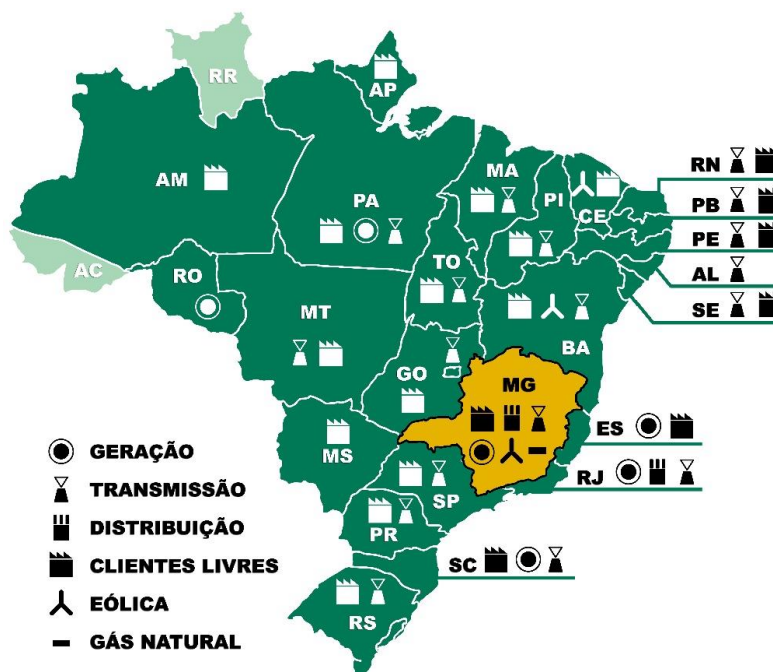 RR
AP
AM
PA
MA
PI
CE
RN
PB
PE
AL
SE
AC
RO
TO
MT
BA
GO
MG
MS
ES
RJ
SP
PR
SC
RS
GERAÇÃO
TRANSMISSÃO
DISTRIBUIÇÃO
CLIENTES LIVRES
EÓLICA
GÁS NATURAL